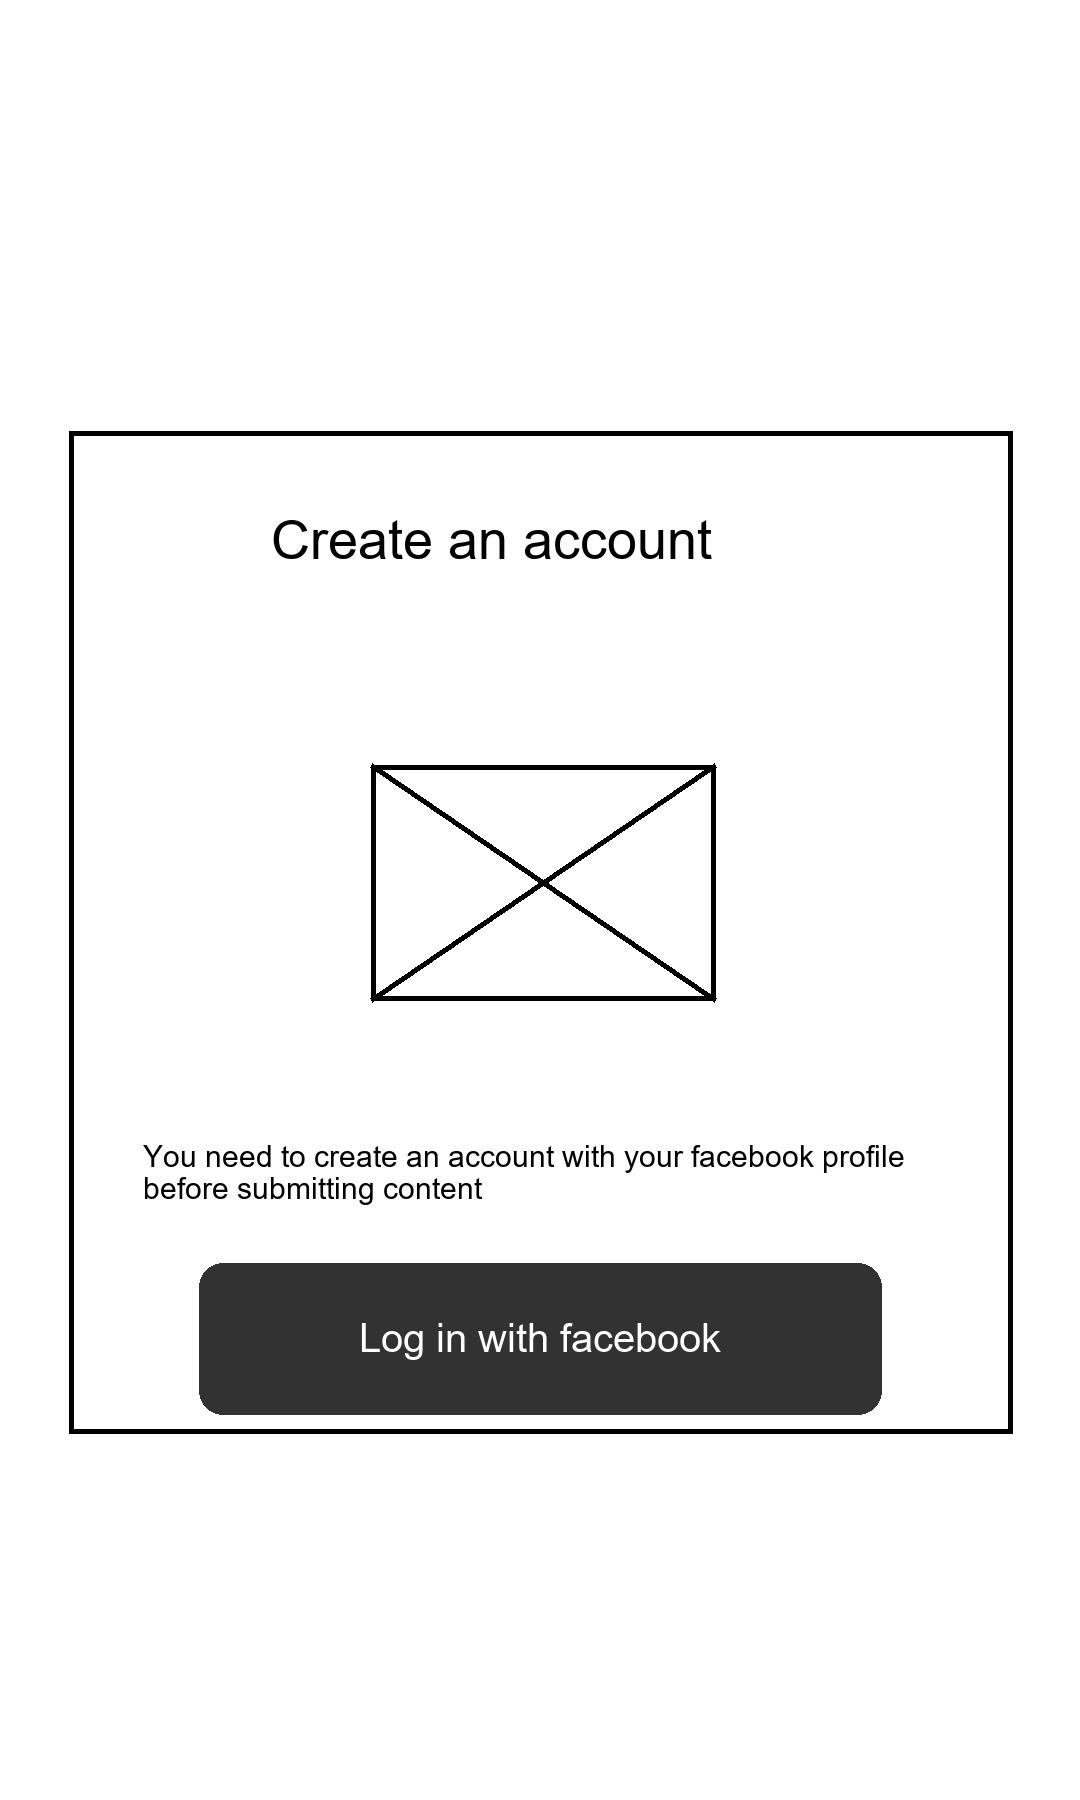 Create an account
You need to create an account with your facebook profile
before submitting content
Log in with facebook